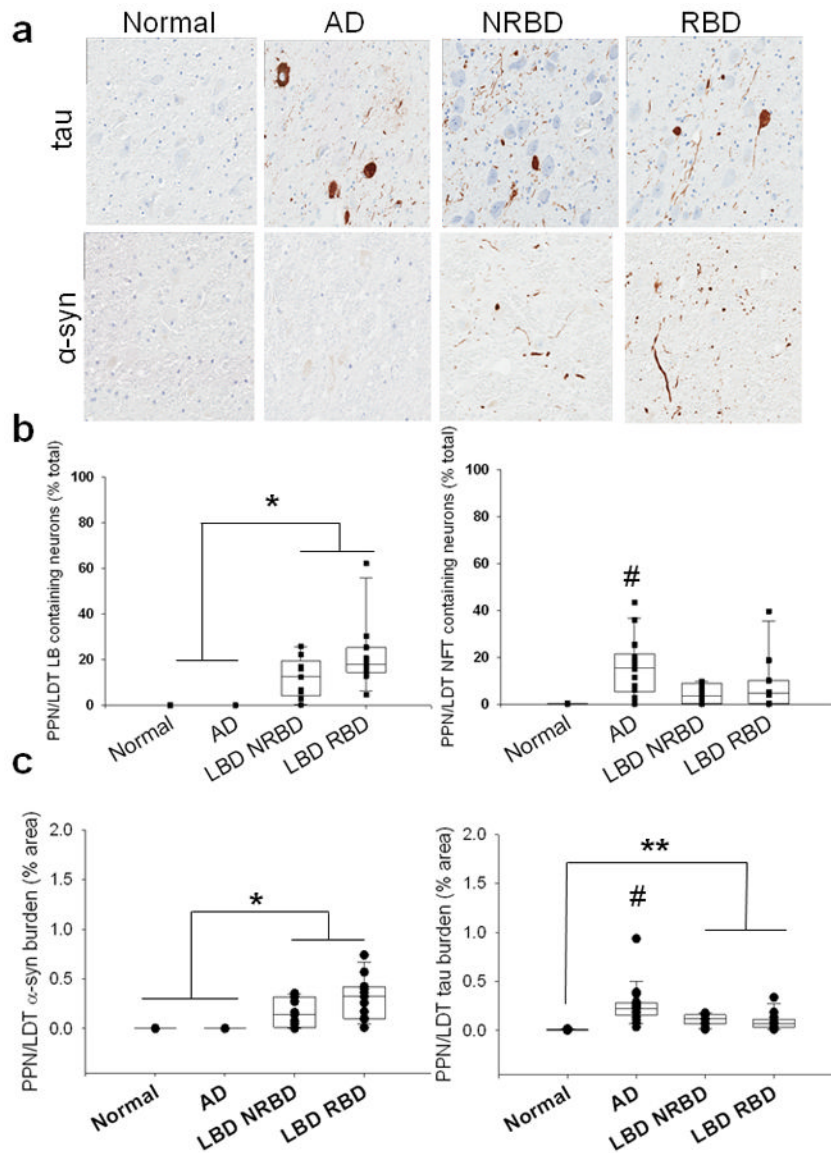 a
Normal AD NRBD RBD
tau
α-syn
b
PPN/LDT LB containing neurons (% total)
100
80
60
40
20
0
*
Normal
AD
LBD NRBD
LBD RBD
PPN/LDT NFT containing neurons (% total)
100
80
60
40
20
0
#
Normal
AD
LBD NRBD
LBD RBD
c
PPN/LDT α-syn burden (% area)
2.0
1.5
1.0
0.5
0.0
*
Normal
AD
LBD NRBD
LBD RBD
PPN/LDT tau burden (% area)
2.0
1.5
1.0
0.5
0.0
**
#
Normal
AD
LBD NRBD
LBD RBD